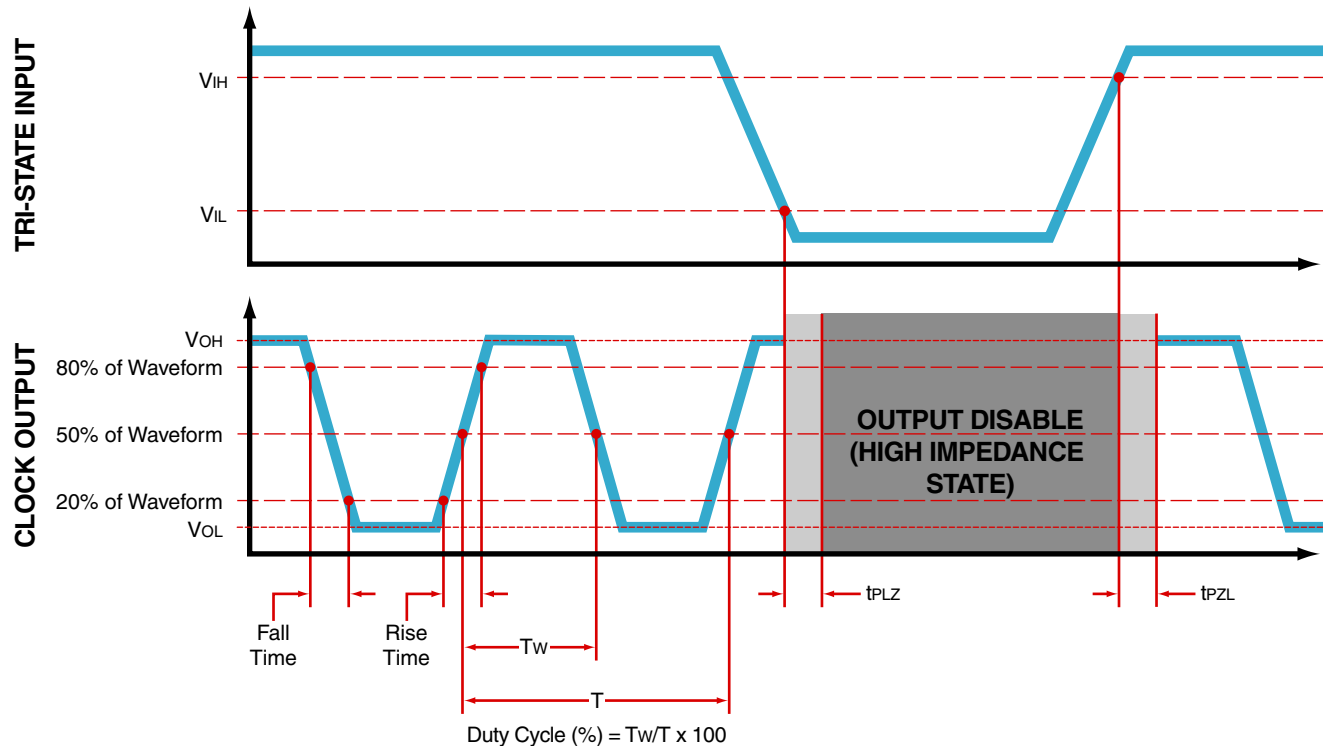 TRI-STATE INPUT
VIH
VIL
CLOCK OUTPUT
VOH
80% of Waveform
50% of Waveform
20% of Waveform
VOL
OUTPUT DISABLE
(HIGH IMPEDANCE
STATE)
tPLZ
tPZL
Fall
Time
Rise
Time
TW
T
Duty Cycle (%) = TW/T x 100